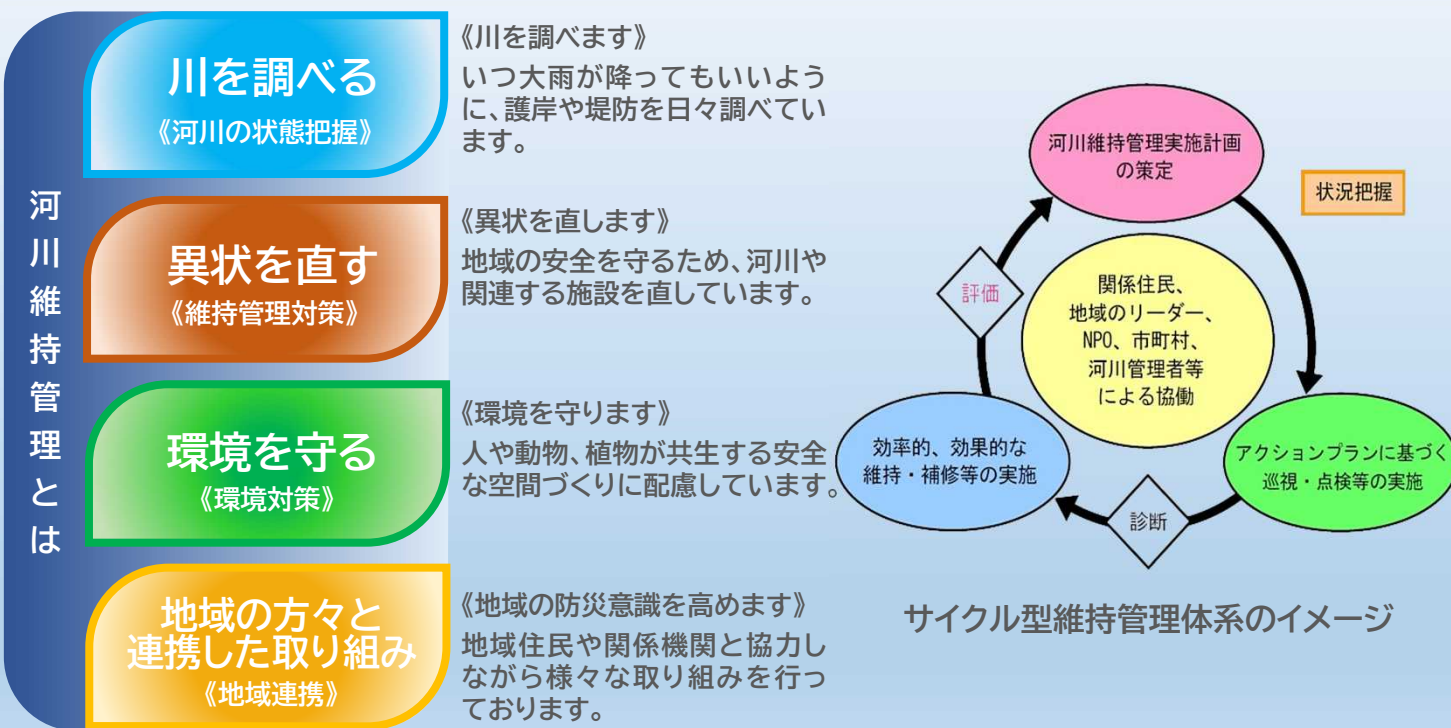 河川維持管理とは
川を調べる
《河川の状態把握》
《川を調べます》
いつ大雨が降ってもいいよう
に、護岸や堤防を日々調べてい
ます。
異状を直す
《維持管理対策》
《異状を直します》
地域の安全を守るため、河川や
関連する施設を直しています。
環境を守る
《環境対策》
《環境を守ります》
人や動物、植物が共生する安全
な空間づくりに配慮しています。
地域の方々と
連携した取り組み
《地域連携》
《地域の防災意識を高めます》
地域住民や関係機関と協力し
ながら様々な取り組みを行っ
ております。
河川維持管理実施計画
の策定
状況把握
評価
関係住民、
地域のリーダー、
NPO、市町村、
河川管理者等
による協働
効率的、効果的な
維持・補修等の実施
アクションプランに基づく
巡視・点検等の実施
診断
サイクル型維持管理体系のイメージ